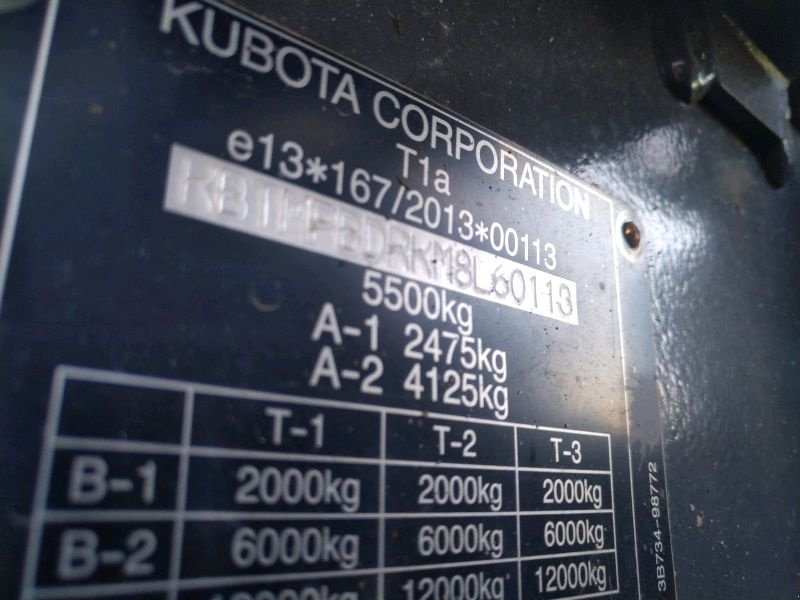 KUBOTA CORPORATION
T1a
e13*167/2013*00113
5500kg
A-1 2475kg
A-2 4125kg
T-1 T-2 T-3
B-1 2000kg 2000kg 2000kg
B-2 6000kg 6000kg 6000kg
12000kg 12000kg 12000kg
3B734-98772